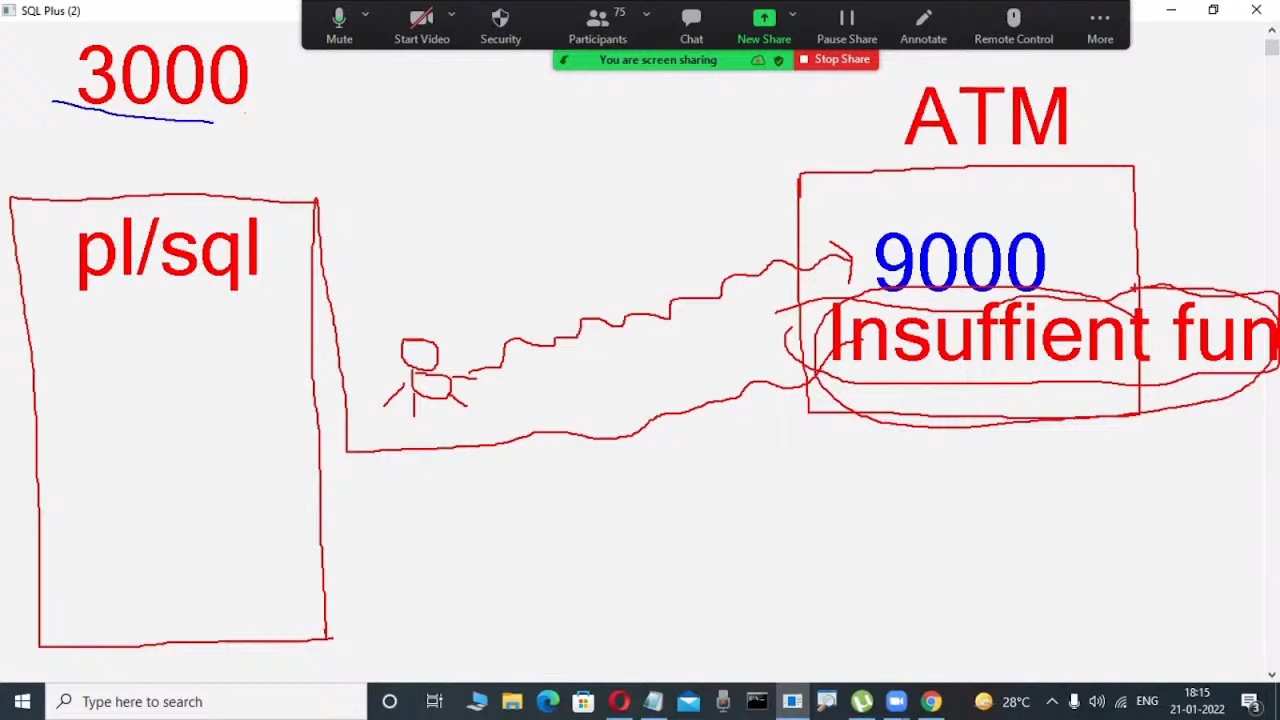 SQL Plus (2)
Mute
Start Video
Security
75
Participants
Chat
New Share
Pause Share
Annotate
Remote Control
More
You are screen sharing
Stop Share
3000
ATM
pl/sql
9000
Insuffient fun
Type here to search
28°C
ENG
18:15
21-01-2022
3